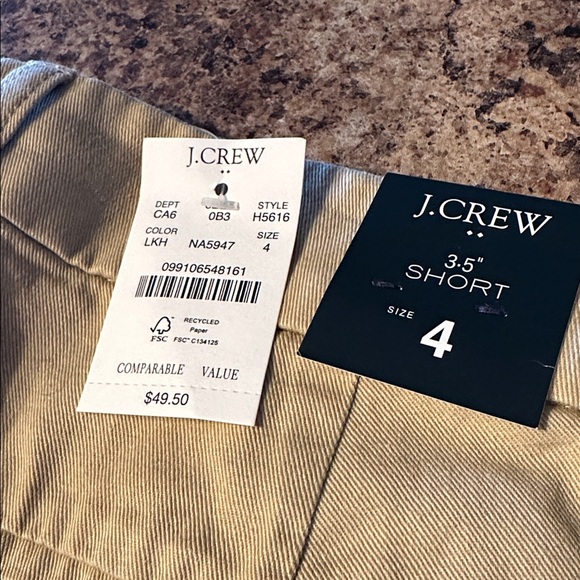 J.CREW
DEPT STYLE
CA6 0B3 H5616
COLOR SIZE
LKH NA5947 4
099106548161
RECYCLED
Paper
FSC FSC® C134125
COMPARABLE VALUE
$49.50
J.CREW
3.5"
SHORT
SIZE
4